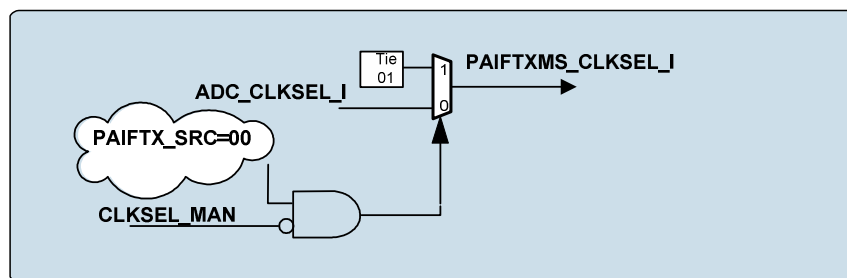 Tie
01
PAIFTXMS_CLKSEL_I
1
ADC_CLKSEL_I
0
PAIFTX_SRC=00
CLKSEL_MAN